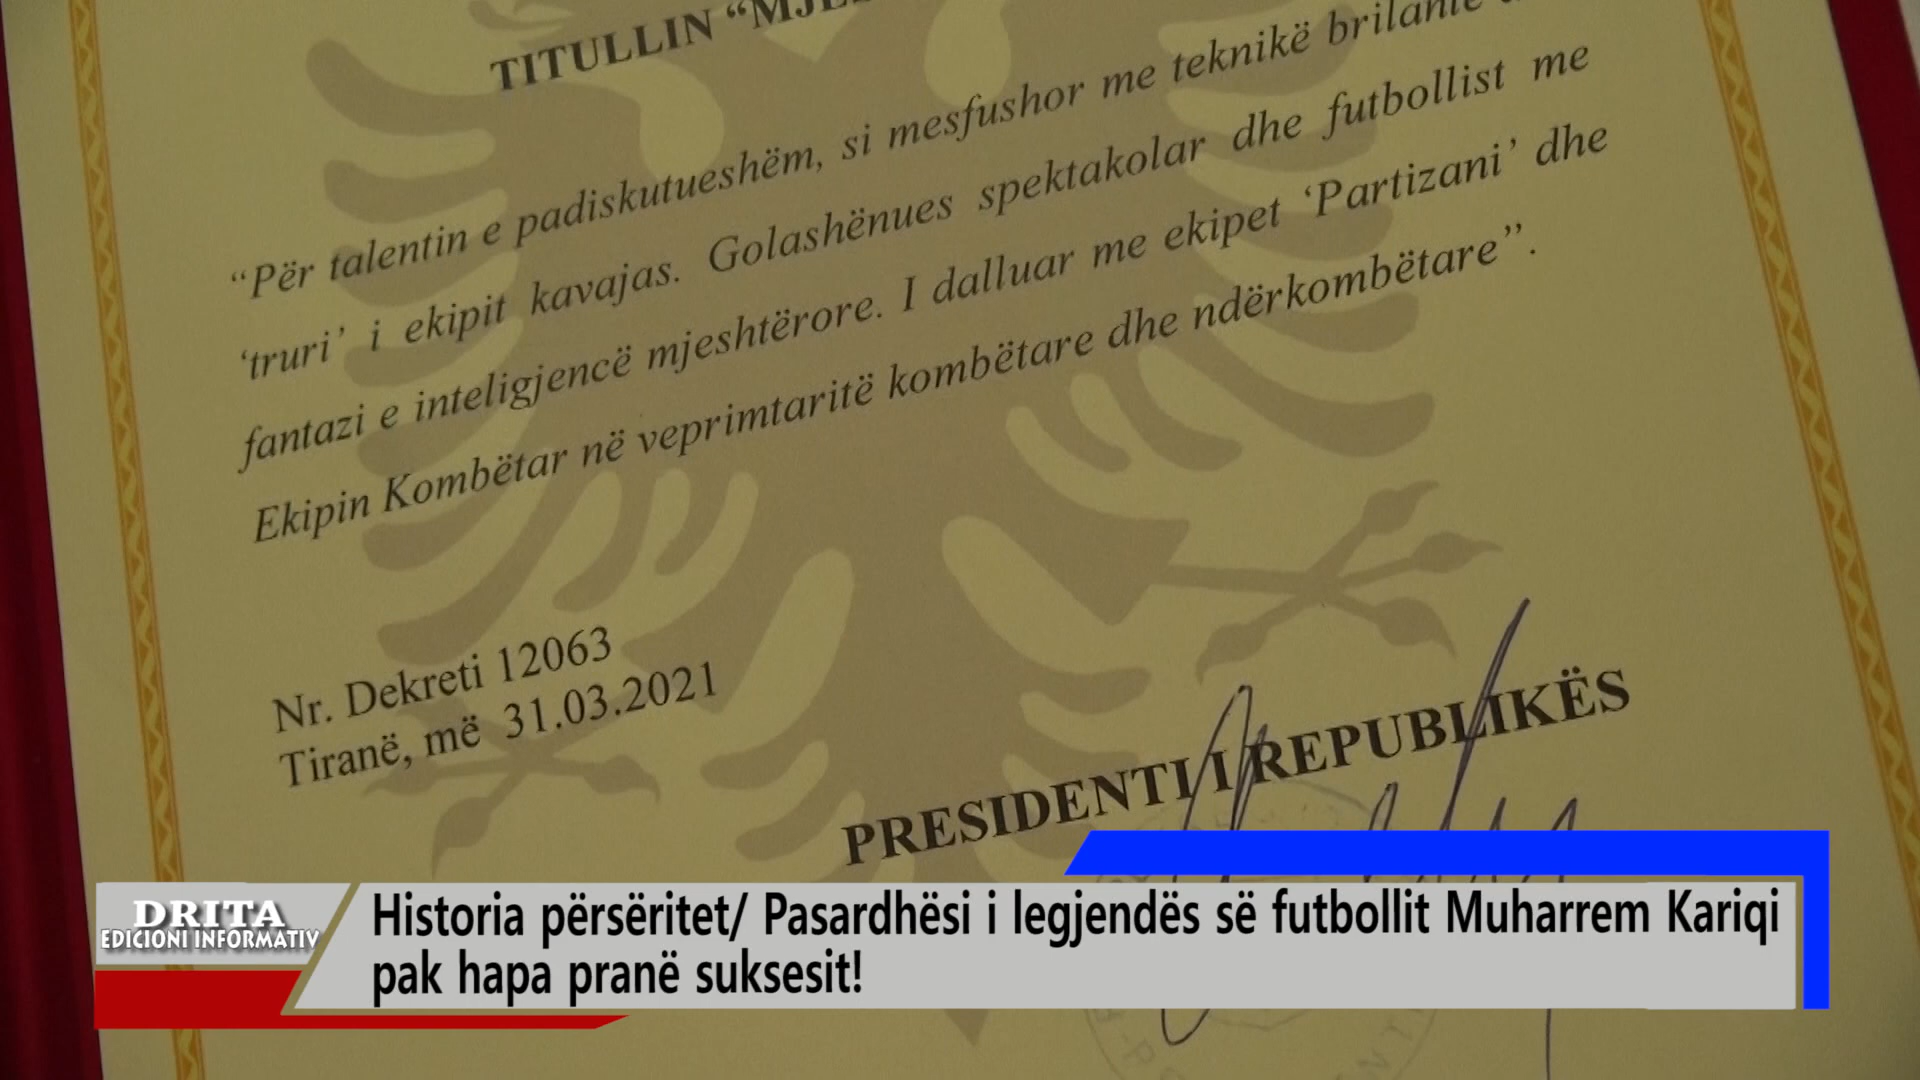 TITULLIN
“Për talentin e padiskutueshëm, si mesfushor me teknikë brilante
‘truri’ i ekipit kavajas. Golashënues spektakolar dhe futbollist me
fantazi e inteligjencë mjeshtërore. I dalluar me ekipet ‘Partizani’ dhe
Ekipin Kombëtar në veprimtaritë kombëtare dhe ndërkombëtare”.
Nr. Dekreti 12063
Tiranë, më 31.03.2021
PRESIDENTI I REPUBLIKËS
DRITA
EDICIONI INFORMATIV
Historia përsëritet/ Pasardhësi i legjendës së futbollit Muharrem Kariqi
pak hapa pranë suksesit!